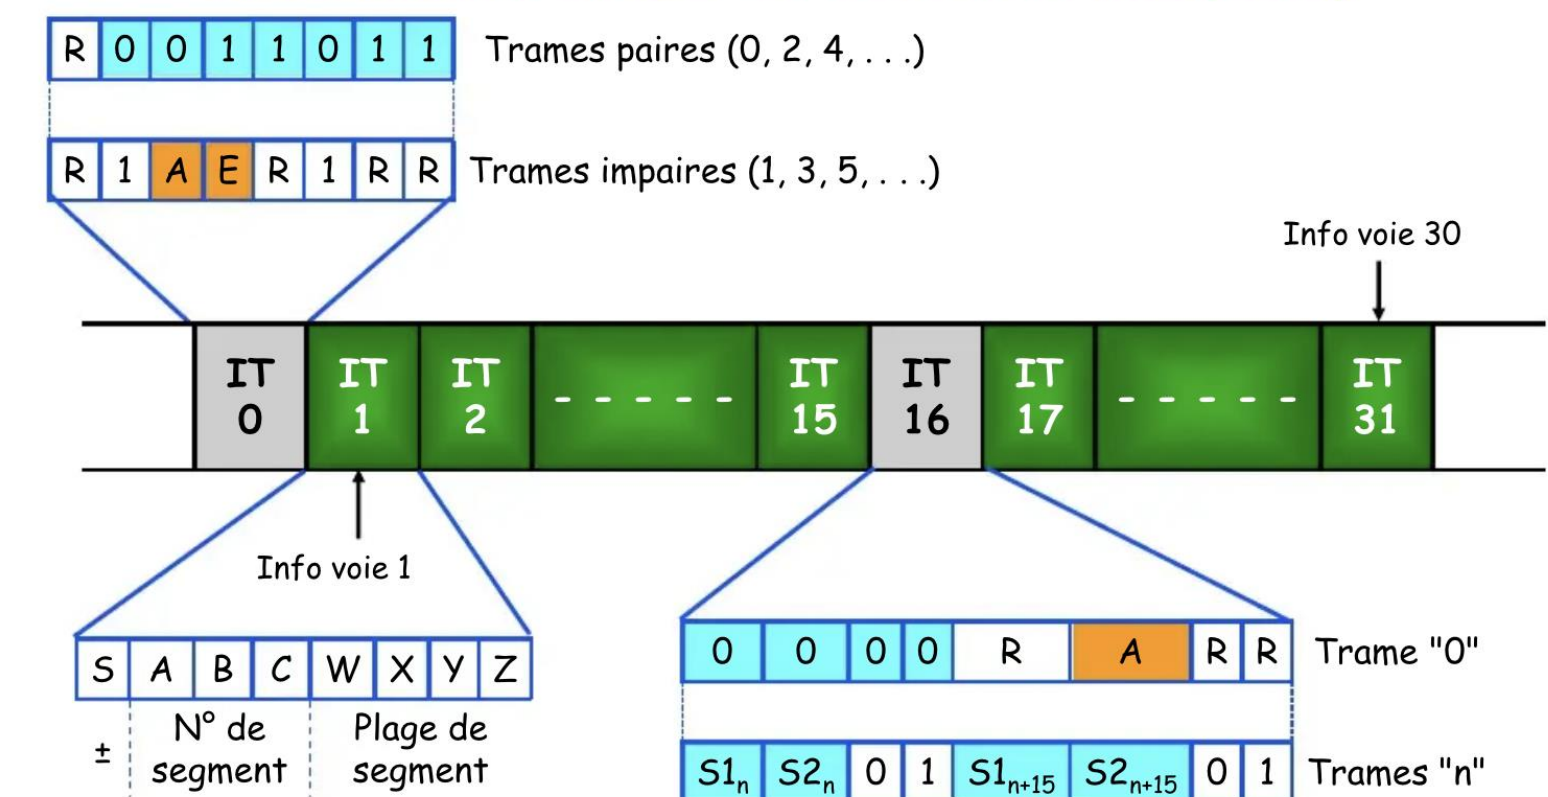 R 0 0 1 1 0 1 1 Trames paires (0, 2, 4, . . .)
R 1 A E R 1 R R Trames impaires (1, 3, 5, . . .)
Info voie 30
IT 0
IT 1
IT 2
- - - - -
IT 15
IT 16
IT 17
- - - - -
IT 31
Info voie 1
0 0 0 0 R A R R Trame "0"
S A B C W X Y Z
±
N° de
segment
Plage de
segment
S1n S2n 0 1 S1n+15 S2n+15 0 1 Trames "n"